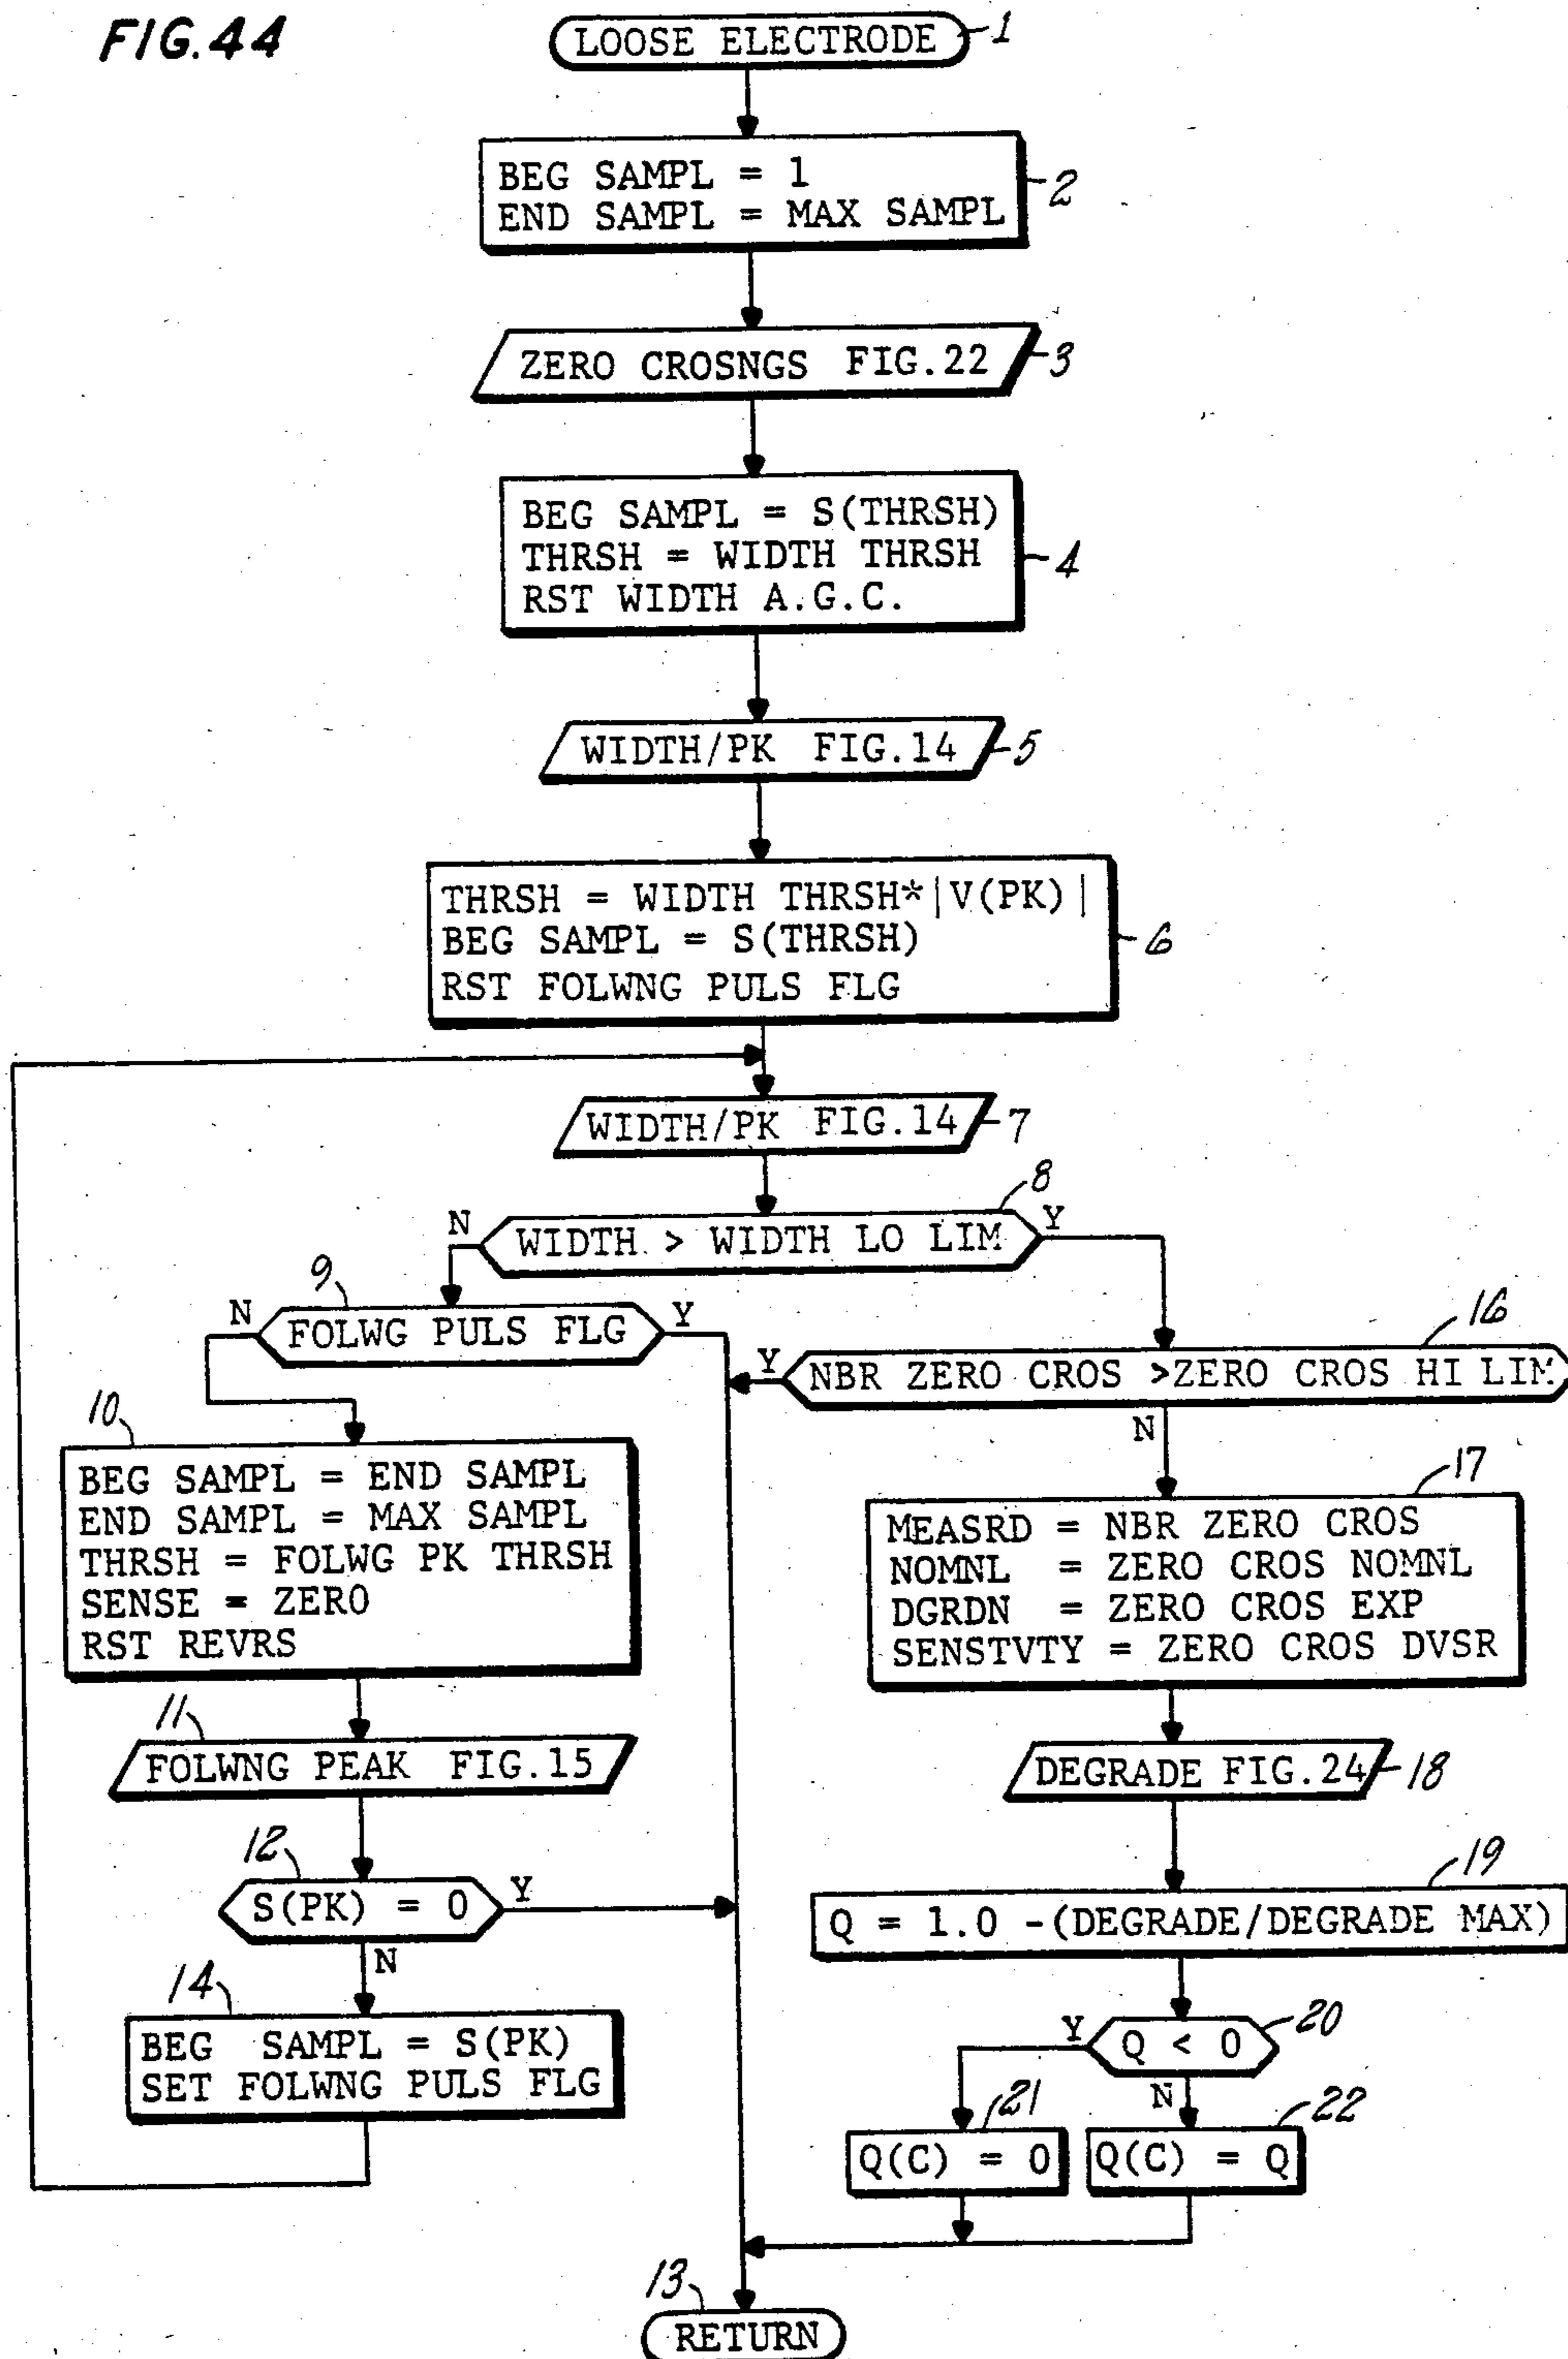 FIG.44
LOOSE ELECTRODE
1
BEG SAMPL = 1
END SAMPL = MAX SAMPL
2
ZERO CROSNGS FIG.22
3
BEG SAMPL = S(THRSH)
THRSH = WIDTH THRSH
RST WIDTH A.G.C.
4
WIDTH/PK FIG.14
5
THRSH = WIDTH THRSH*|V(PK)|
BEG SAMPL = S(THRSH)
RST FOLWNG PULS FLG
6
WIDTH/PK FIG.14
7
8
N
WIDTH > WIDTH LO LIM
Y
9
N
FOLWG PULS FLG
Y
16
Y
NBR ZERO CROS >ZERO CROS HI LIM
N
10
BEG SAMPL = END SAMPL
END SAMPL = MAX SAMPL
THRSH = FOLWG PK THRSH
SENSE = ZERO
RST REVRS
17
MEASRD = NBR ZERO CROS
NOMNL = ZERO CROS NOMNL
DGRDN = ZERO CROS EXP
SENSTVTY = ZERO CROS DVSR
11
FOLWNG PEAK FIG.15
DEGRADE FIG.24
18
12
S(PK) = 0
Y
N
19
Q = 1.0 -(DEGRADE/DEGRADE MAX)
14
BEG SAMPL = S(PK)
SET FOLWNG PULS FLG
20
Y
Q < 0
N
21
Q(C) = 0
22
Q(C) = Q
13
RETURN